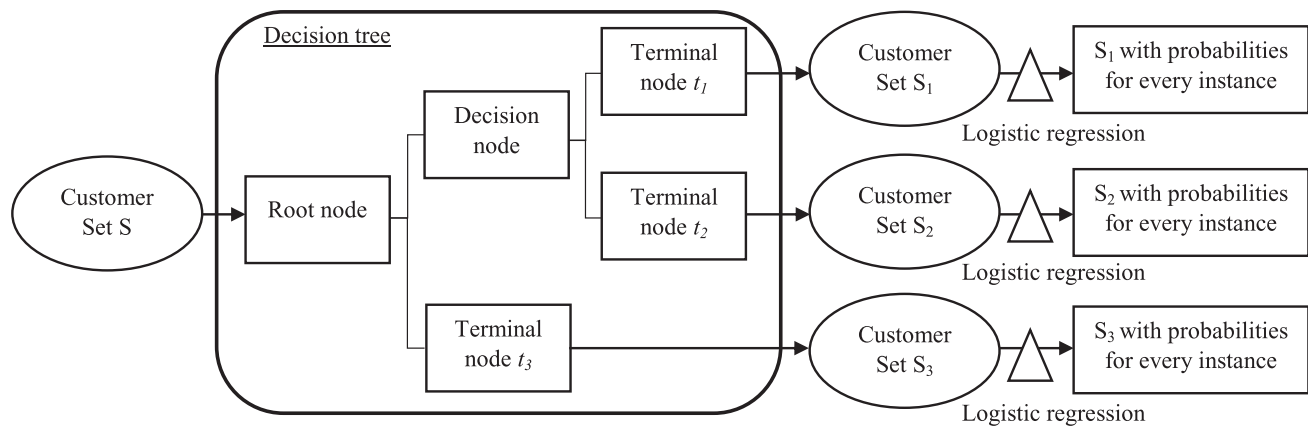 Decision tree
Customer
Set S
Root node
Decision
node
Terminal
node t1
Terminal
node t2
Terminal
node t3
Customer
Set S1
Logistic regression
S1 with probabilities
for every instance
Customer
Set S2
Logistic regression
S2 with probabilities
for every instance
Customer
Set S3
Logistic regression
S3 with probabilities
for every instance